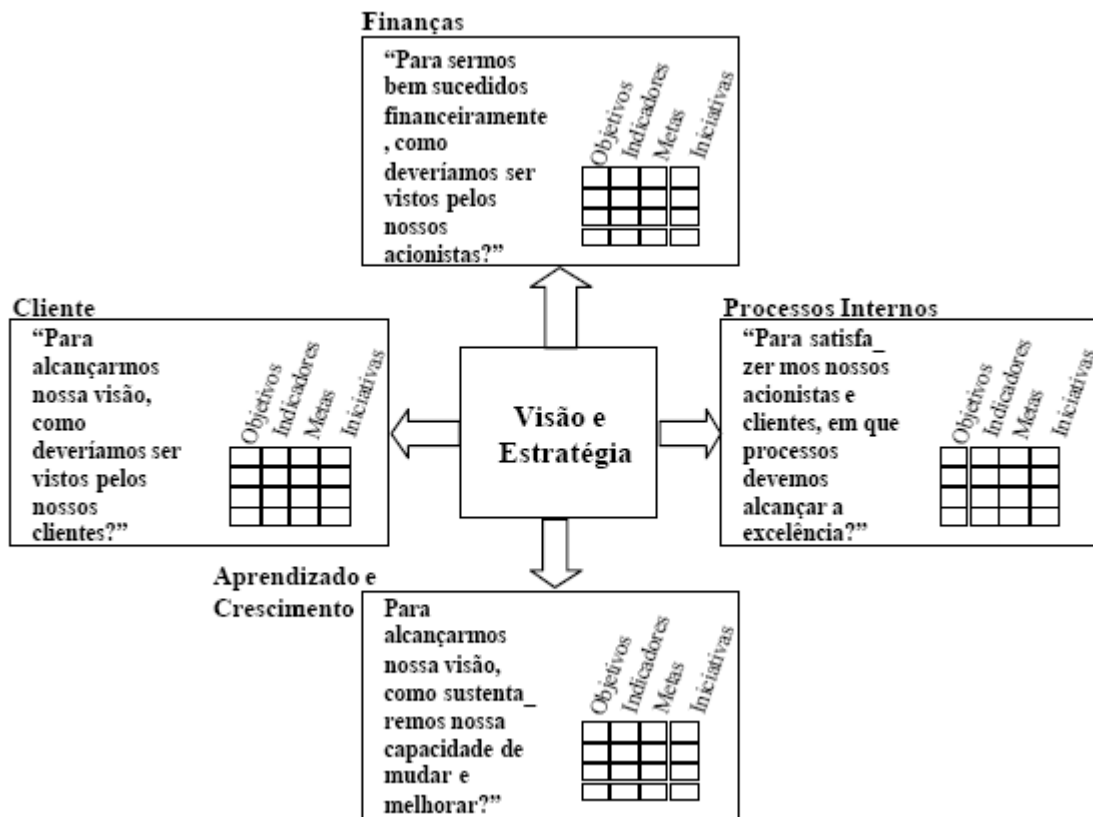 Finanças
“Para sermos
bem sucedidos
financeiramente
, como
deveríamos ser
vistos pelos
nossos
acionistas?”
Objetivos
Indicadores
Metas
Iniciativas
Cliente
“Para
alcançarmos
nossa visão,
como
deveríamos ser
vistos pelos
nossos
clientes?”
Objetivos
Indicadores
Metas
Iniciativas
Visão e
Estratégia
Processos Internos
“Para satisfa_
zer mos nossos
acionistas e
clientes, em que
processos
devemos
alcançar a
excelência?”
Objetivos
Indicadores
Metas
Iniciativas
Aprendizado e
Crescimento
Para
alcançarmos
nossa visão,
como sustenta_
remos nossa
capacidade de
mudar e
melhorar?”
Objetivos
Indicadores
Metas
Iniciativas